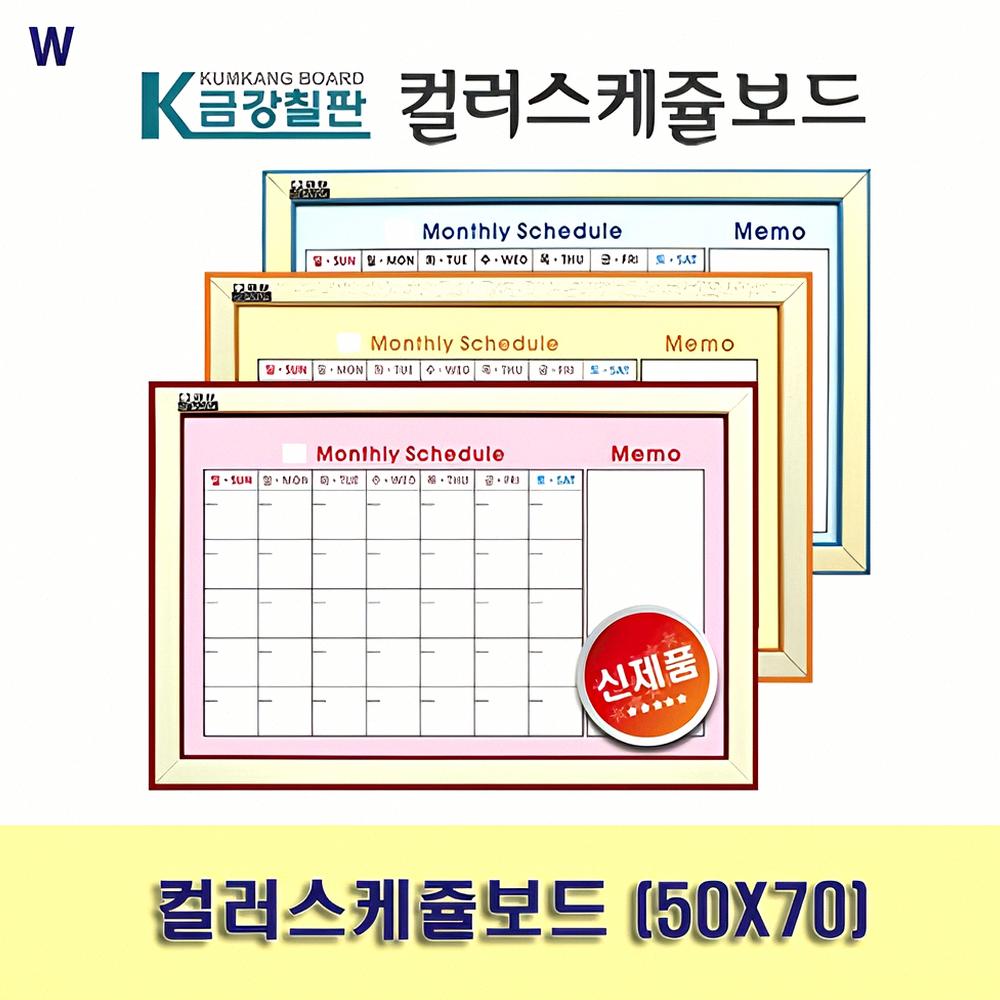 W
KUMKANG BOARD
K금강칠판 컬러스케쥴보드
Monthly Schedule Memo
일·SUN 월·MON 화·TUE 수·WED 목·THU 금·FRI 토·SAT
Monthly Schedule Memo
일·SUN 월·MON 화·TUE 수·WED 목·THU 금·FRI 토·SAT
Monthly Schedule Memo
일·SUN 월·MON 화·TUE 수·WED 목·THU 금·FRI 토·SAT
신제품
컬러스케쥴보드 (50X70)